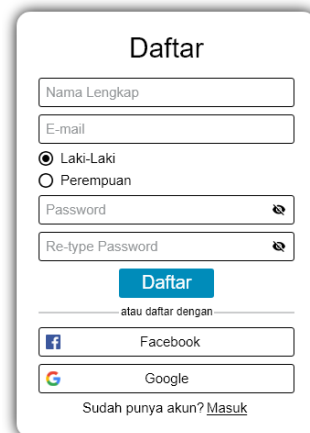 Daftar
Nama Lengkap
E-mail
Laki-Laki
Perempuan
Password
Re-type Password
Daftar
atau daftar dengan
Facebook
Google
Sudah punya akun? Masuk